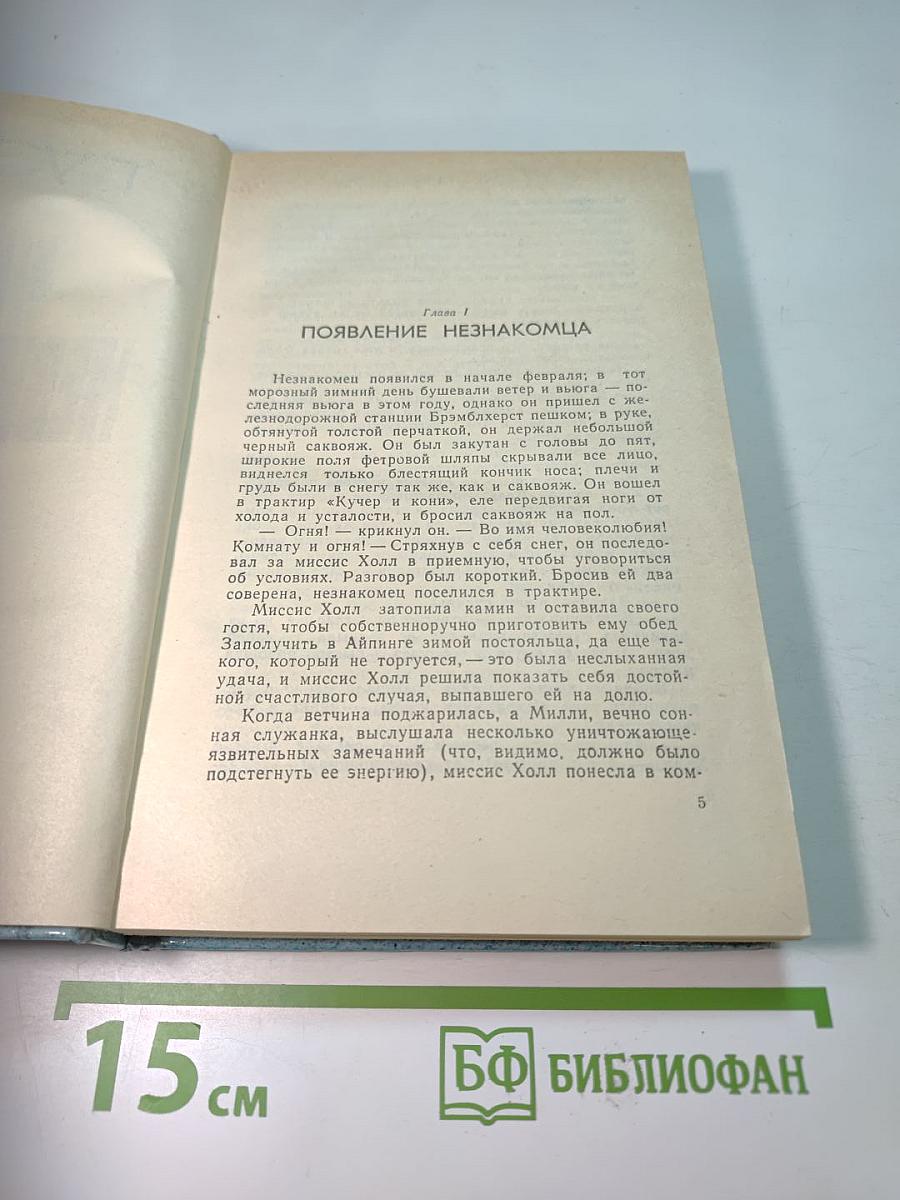 Глава I
ПОЯВЛЕНИЕ НЕЗНАКОМЦА
Незнакомец появился в начале февраля; в тот
морозный зимний день бушевали ветер и вьюга — по-
следняя вьюга в этом году, однако он пришел с же-
лезнодорожной станции Брэмблхерст пешком; в руке,
обтянутой толстой перчаткой, он держал небольшой
черный саквояж. Он был закутан с головы до пят,
широкие поля фетровой шляпы скрывали все лицо,
виднелся только блестящий кончик носа; плечи и
грудь были в снегу так же, как и саквояж. Он вошел
в трактир «Кучер и кони», еле передвигая ноги от
холода и усталости, и бросил саквояж на пол.
— Огня! — крикнул он. — Во имя человеколюбия!
Комнату и огня! — Стряхнув с себя снег, он последо-
вал за миссис Холл в приемную, чтобы уговориться
об условиях. Разговор был короткий. Бросив ей два
соверена, незнакомец поселился в трактире.
Миссис Холл затопила камин и оставила своего
гостя, чтобы собственноручно приготовить ему обед
Заполучить в Айпинге зимой постояльца, да еще та-
кого, который не торгуется, — это была неслыханная
удача, и миссис Холл решила показать себя достой-
ной счастливого случая, выпавшего ей на долю.
Когда ветчина поджарилась, а Милли, вечно сон-
ная служанка, выслушала несколько уничтожающе-
язвительных замечаний (что, видимо, должно было
подстегнуть ее энергию), миссис Холл понесла в ком-
5
15 см
БФ БИБЛИОФАН